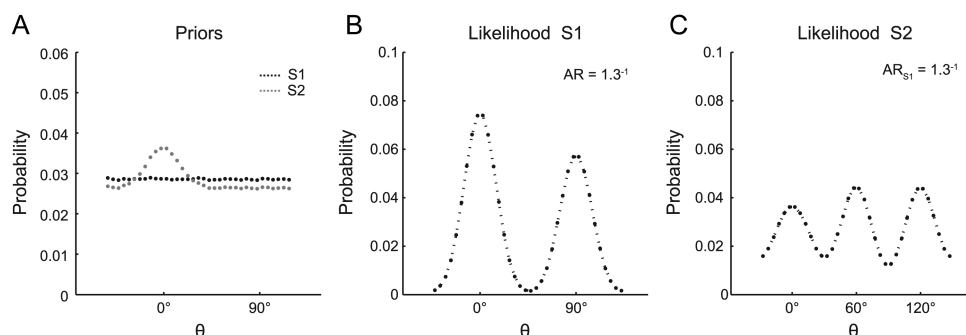 A
Priors
0.06
0.05
0.04
0.03
0.02
0.01
0
Probability
S1
S2
0°
90°
θ
B
Likelihood S1
0.1
0.08
0.06
0.04
0.02
0
Probability
AR = 1.3⁻¹
0°
90°
θ
C
Likelihood S2
0.1
0.08
0.06
0.04
0.02
0
Probability
ARS1 = 1.3⁻¹
0°
60°
120°
θ